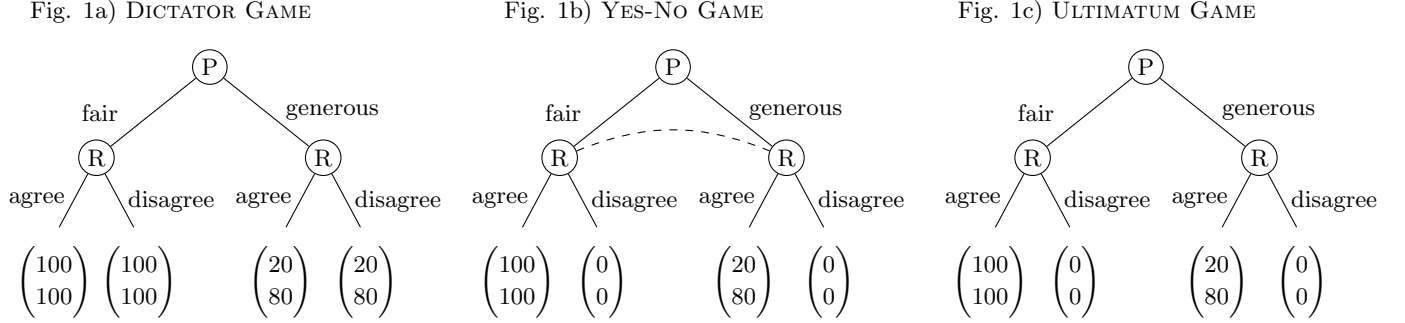 Fig. 1a) DICTATOR GAME Fig. 1b) YES-NO GAME Fig. 1c) ULTIMATUM GAME
P P P
fair generous fair generous fair generous
R R R R R R
agree disagree agree disagree agree disagree agree disagree agree disagree agree disagree
100 100 20 20 100 0 20 0 100 0 20 0
100 100 80 80 100 0 80 0 100 0 80 0